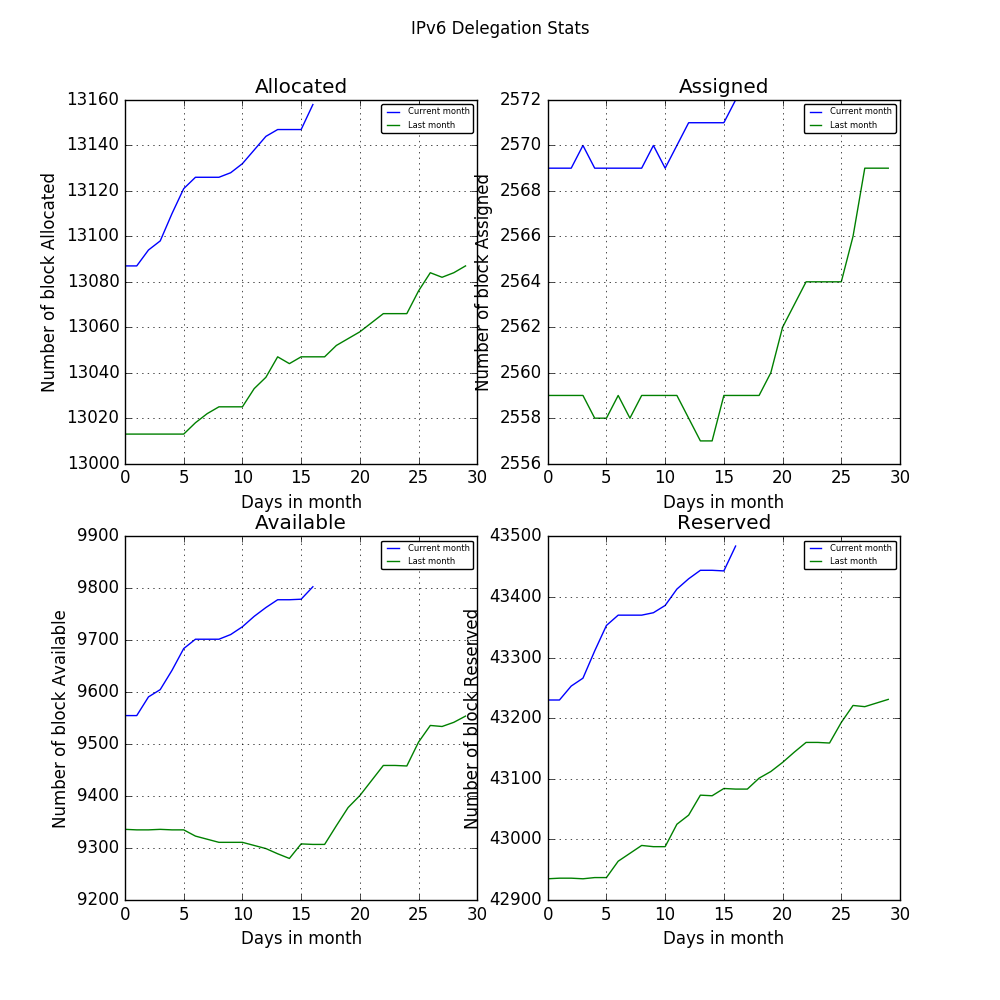 IPv6 Delegation Stats
Allocated
Number of block Allocated
13160
13140
13120
13100
13080
13060
13040
13020
13000
Current month
Last month
0 5 10 15 20 25 30
Days in month
Assigned
Number of block Assigned
2572
2570
2568
2566
2564
2562
2560
2558
2556
Current month
Last month
0 5 10 15 20 25 30
Days in month
Available
Number of block Available
9900
9800
9700
9600
9500
9400
9300
9200
Current month
Last month
0 5 10 15 20 25 30
Days in month
Reserved
Number of block Reserved
43500
43400
43300
43200
43100
43000
42900
Current month
Last month
0 5 10 15 20 25 30
Days in month